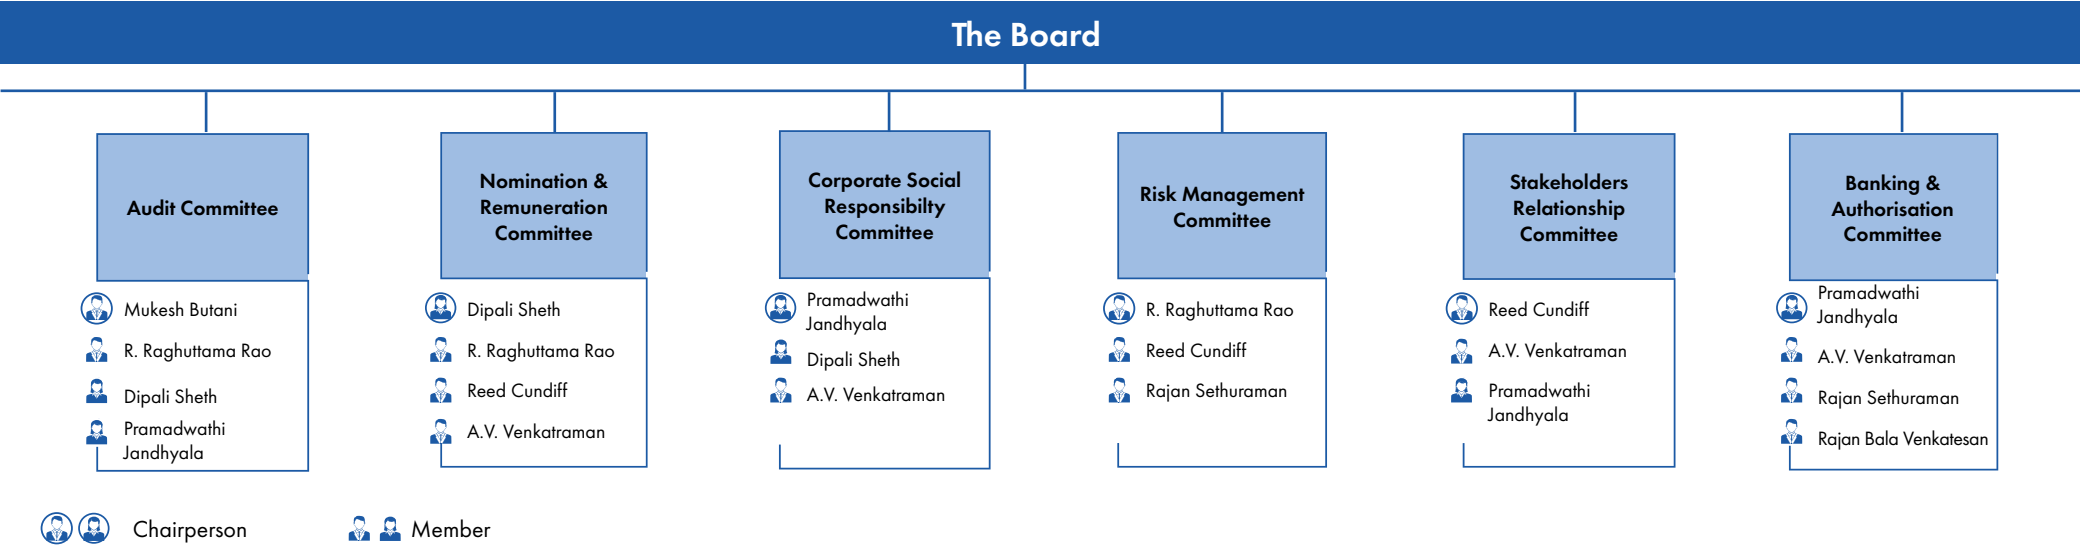 The Board
Audit Committee
Mukesh Butani
R. Raghuttama Rao
Dipali Sheth
Pramadwathi
Jandhyala
Nomination &
Remuneration
Committee
Dipali Sheth
R. Raghuttama Rao
Reed Cundiff
A.V. Venkatraman
Corporate Social
Responsibilty
Committee
Pramadwathi
Jandhyala
Dipali Sheth
A.V. Venkatraman
Risk Management
Committee
R. Raghuttama Rao
Reed Cundiff
Rajan Sethuraman
Stakeholders
Relationship
Committee
Reed Cundiff
A.V. Venkatraman
Pramadwathi
Jandhyala
Banking &
Authorisation
Committee
Pramadwathi
Jandhyala
A.V. Venkatraman
Rajan Sethuraman
Rajan Bala Venkatesan
Chairperson
Member